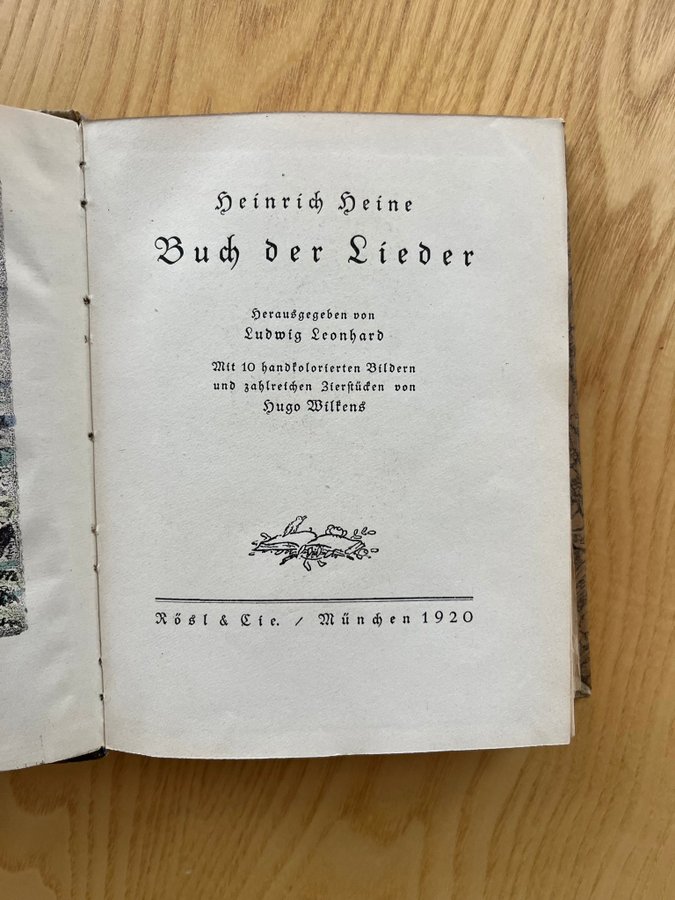 Heinrich Heine
Buch der Lieder
Herausgegeben von
Ludwig Leonhard
Mit 10 handkolorierten Bildern
und zahlreichen Zierstücken von
Hugo Wilkens
Rösl & Cie. / München 1920